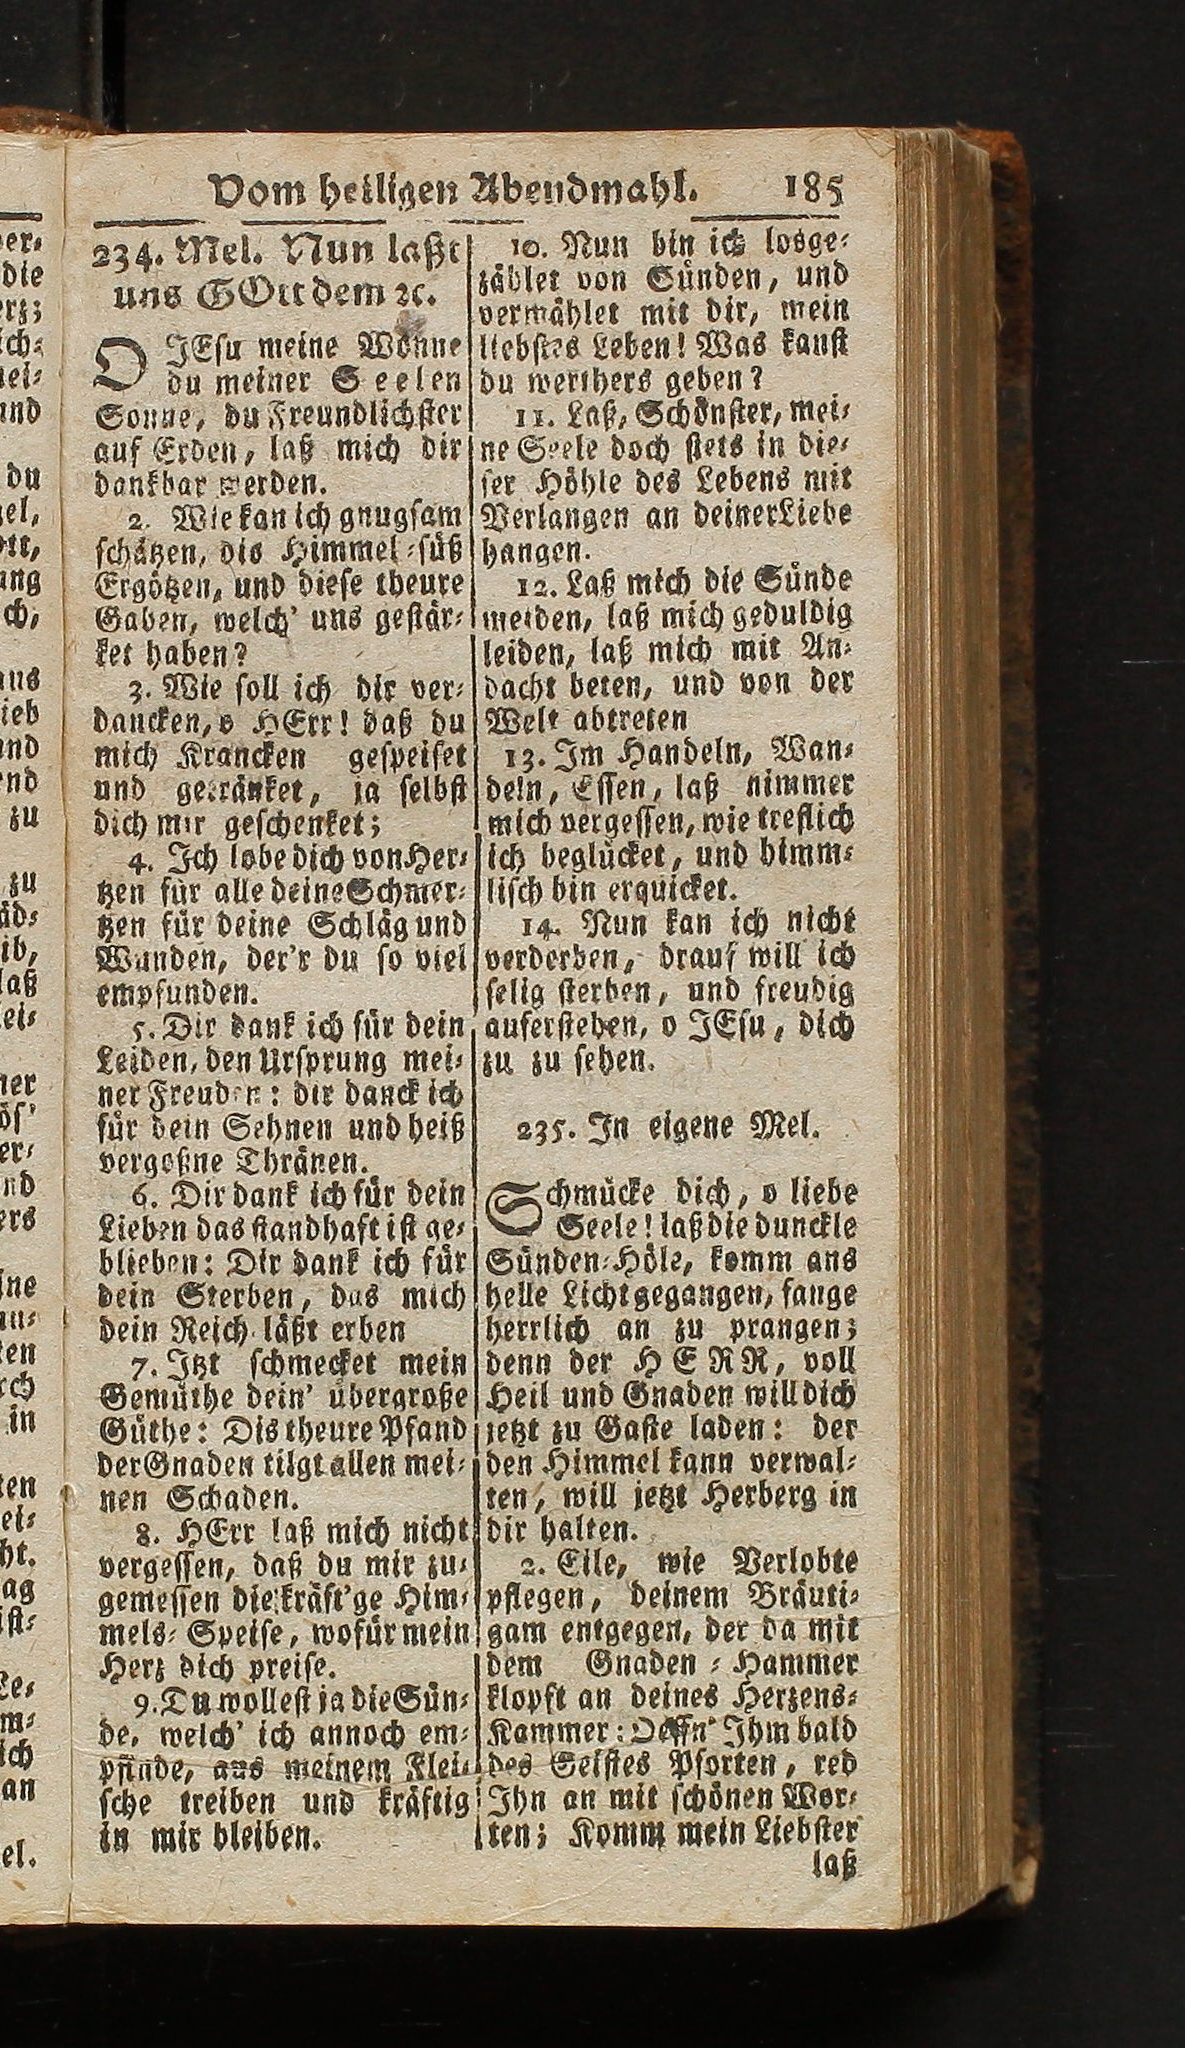 Vom heiligen Abendmahl. 185
234. Mel. Nun laßt
uns GOtt dem ꝛc.
O JEsu meine Wonne
du meiner Seelen
Sonne, du Freundlichster
auf Erden, laß mich dir
dankbar werden.
2. Wie kan ich gnugsam
schätzen, dis Himmel-süß
Ergötzen, und diese theure
Gaben, welch' uns gestär-
ket haben?
3. Wie soll ich dir ver-
dancken, o HErr! daß du
mich Krancken gespeiset
und getränket, ja selbst
dich mir geschenket;
4. Ich lobe dich von Her-
tzen für alle deine Schmer-
tzen für deine Schläg und
Wunden, der'r du so viel
empfunden.
5. Dir dank ich für dein
Leiden, den Ursprung mei-
ner Freuden: dir danck ich
für dein Sehnen und heiß
vergoßne Thränen.
6. Dir dank ich für dein
Lieben das standhaft ist ge-
blieben: Dir dank ich für
dein Sterben, das mich
dein Reich läßt erben
7. Jtzt schmecket mein
Gemüthe dein' übergroße
Güthe: Dis theure Pfand
der Gnaden tilgt allen mei-
nen Schaden.
8. HErr laß mich nicht
vergessen, daß du mir zu-
gemessen die kräft'ge Him-
mels-Speise, wofür mein
Herz dich preise.
9. Du wollest ja die Sün-
de, welch' ich annoch em-
pfinde, aus meinem Flei-
sche treiben und kräftig
in mir bleiben.
10. Nun bin ich losge-
zählet von Sünden, und
vermählet mit dir, mein
liebstes Leben! Was kanst
du werthers geben?
11. Laß, Schönster, mei-
ne Seele doch stets in die-
ser Höhle des Lebens mit
Verlangen an deiner Liebe
hangen.
12. Laß mich die Sünde
meiden, laß mich geduldig
leiden, laß mich mit An-
dacht beten, und von der
Welt abtreten
13. Im Handeln, Wan-
deln, Essen, laß nimmer
mich vergessen, wie treflich
ich beglücket, und himm-
lisch bin erquicket.
14. Nun kan ich nicht
verderben, drauf will ich
selig sterben, und freudig
auferstehen, o JEsu, dich
zu zu sehen.
235. In eigene Mel.
Schmücke dich, o liebe
Seele! laß die dunckle
Sünden-Höle, komm ans
helle Licht gegangen, fange
herrlich an zu prangen;
denn der HERR, voll
Heil und Gnaden will dich
jetzt zu Gaste laden: der
den Himmel kann verwal-
ten, will jetzt Herberg in
dir halten.
2. Eile, wie Verlobte
pflegen, deinem Bräuti-
gam entgegen, der da mit
dem Gnaden-Hammer
klopft an deines Herzens-
Kammer: Oeffn' Ihm bald
des Geistes Pforten, red
Ihn an mit schönen Wor-
ten; Komm mein Liebster
laß